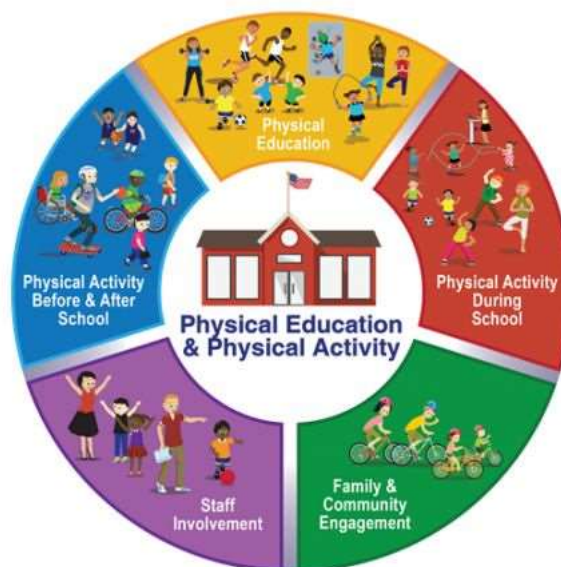 Physical
Education
Physical Activity
Before & After
School
Physical Activity
During
School
Physical Education
& Physical Activity
Staff
Involvement
Family &
Community
Engagement